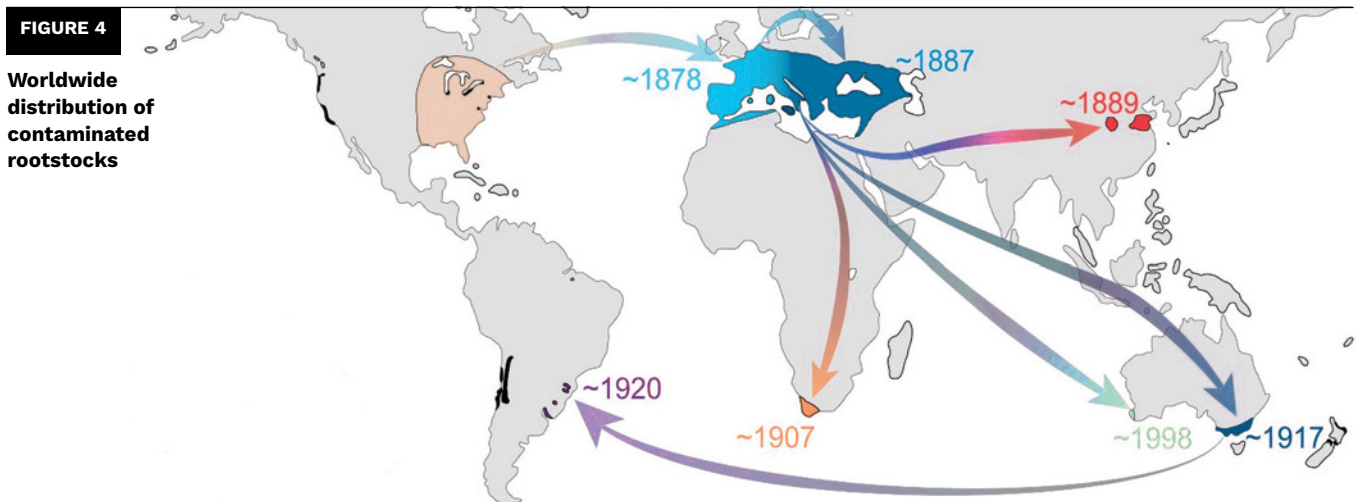 FIGURE 4
Worldwide
distribution of
contaminated
rootstocks
~1878
~1887
~1889
~1920
~1907
~1998
~1917